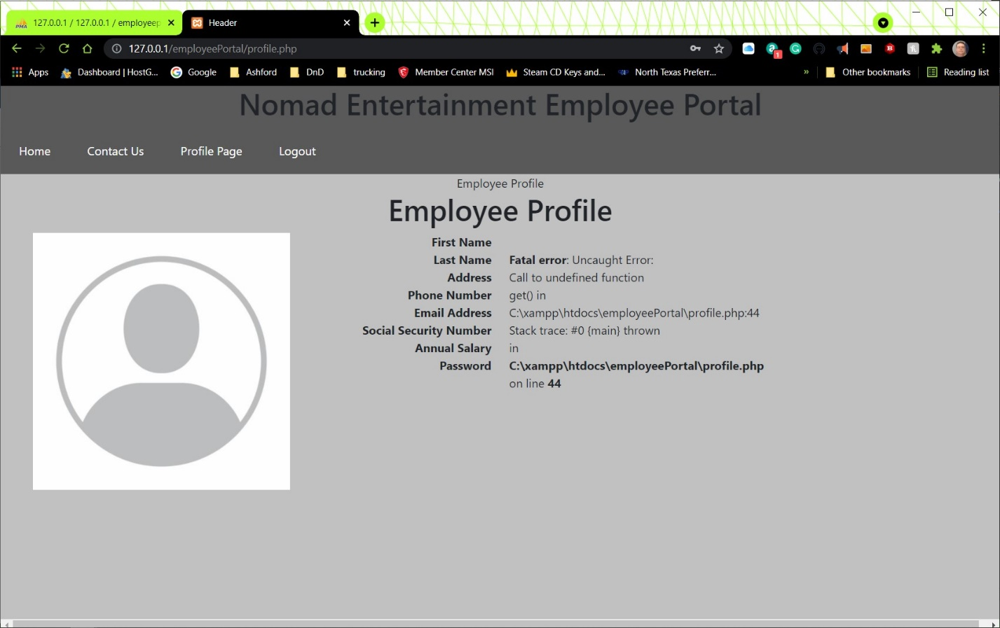 PMA 127.0.0.1 / 127.0.0.1 / employeep
Header
127.0.0.1/employeePortal/profile.php
1
Apps Dashboard | HostG... Google Ashford DnD trucking Member Center MSI Steam CD Keys and... North Texas Preferr... » Other bookmarks Reading list
Nomad Entertainment Employee Portal
Home Contact Us Profile Page Logout
Employee Profile
Employee Profile
First Name
Last Name Fatal error: Uncaught Error:
Address Call to undefined function
Phone Number get() in
Email Address C:\xampp\htdocs\employeePortal\profile.php:44
Social Security Number Stack trace: #0 {main} thrown
Annual Salary in
Password C:\xampp\htdocs\employeePortal\profile.php
on line 44